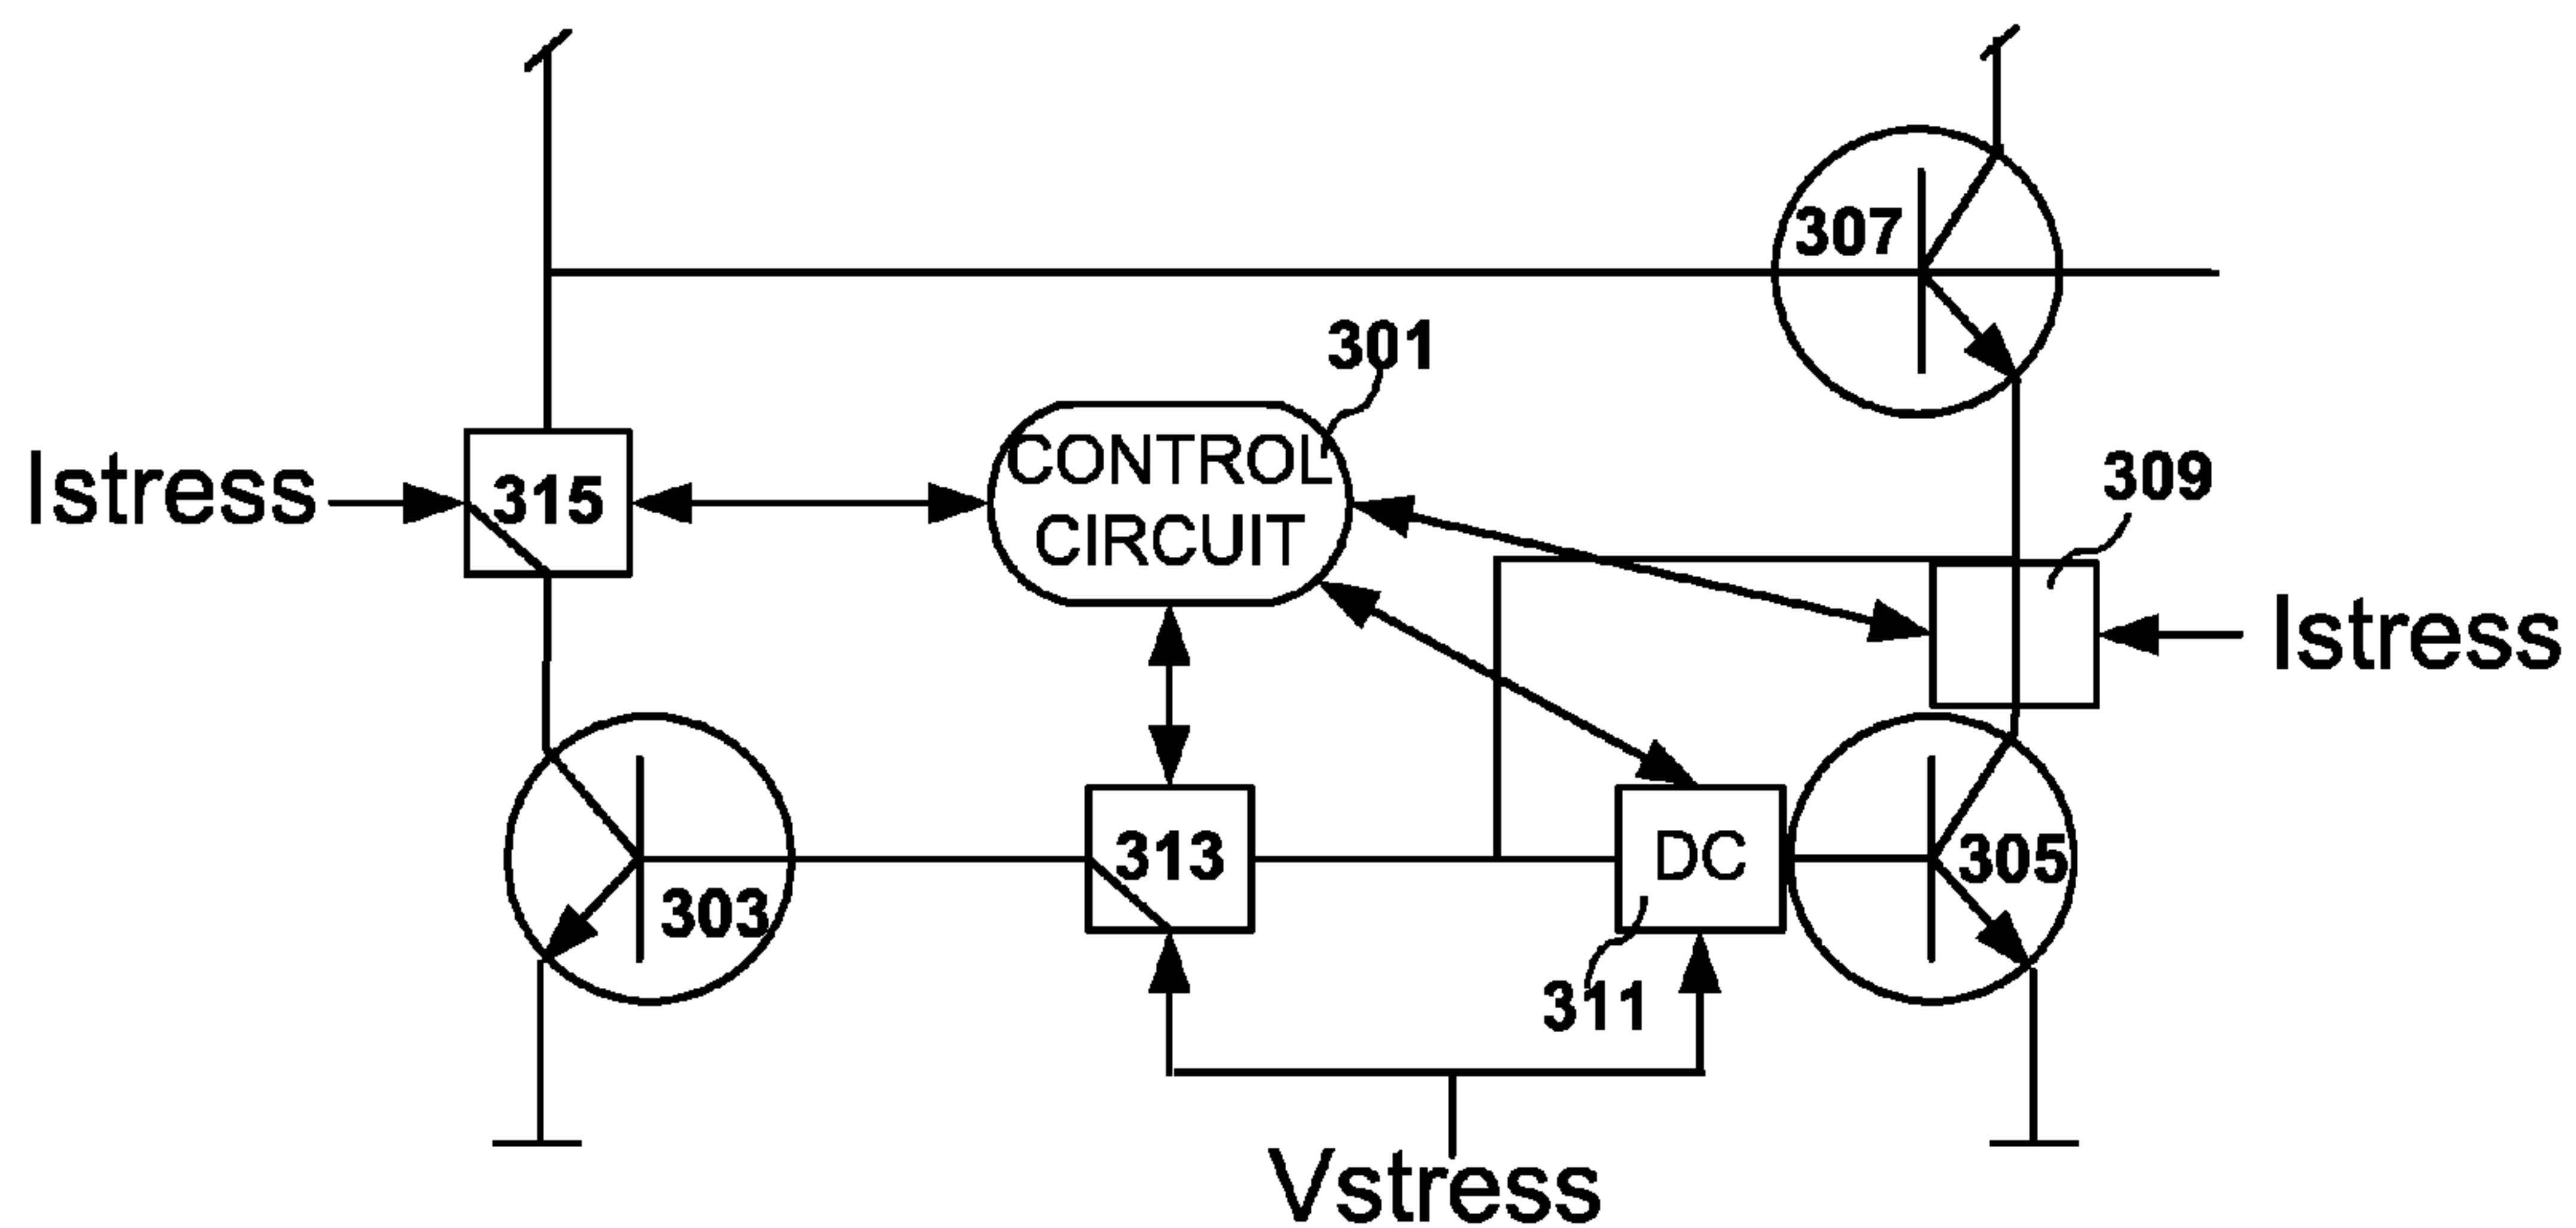 307
301
CONTROL
CIRCUIT
Istress
315
309
Istress
313
DC
305
303
311
Vstress